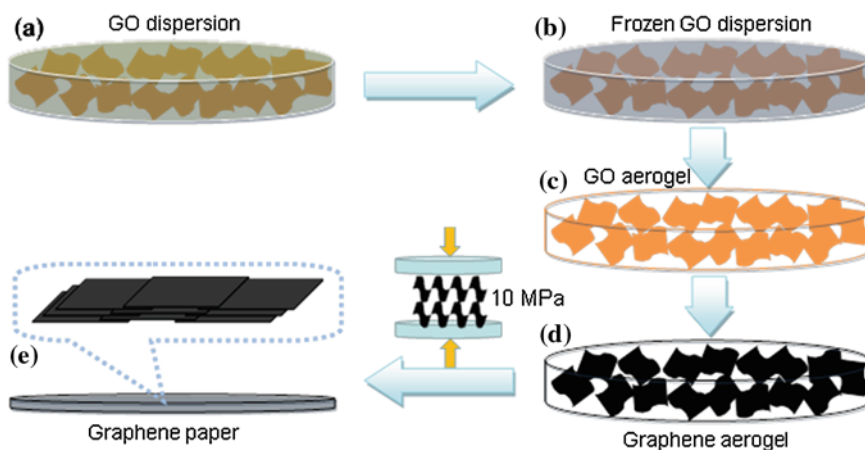 (a)
GO dispersion
(b)
Frozen GO dispersion
(c)
GO aerogel
10 MPa
(d)
Graphene aerogel
(e)
Graphene paper